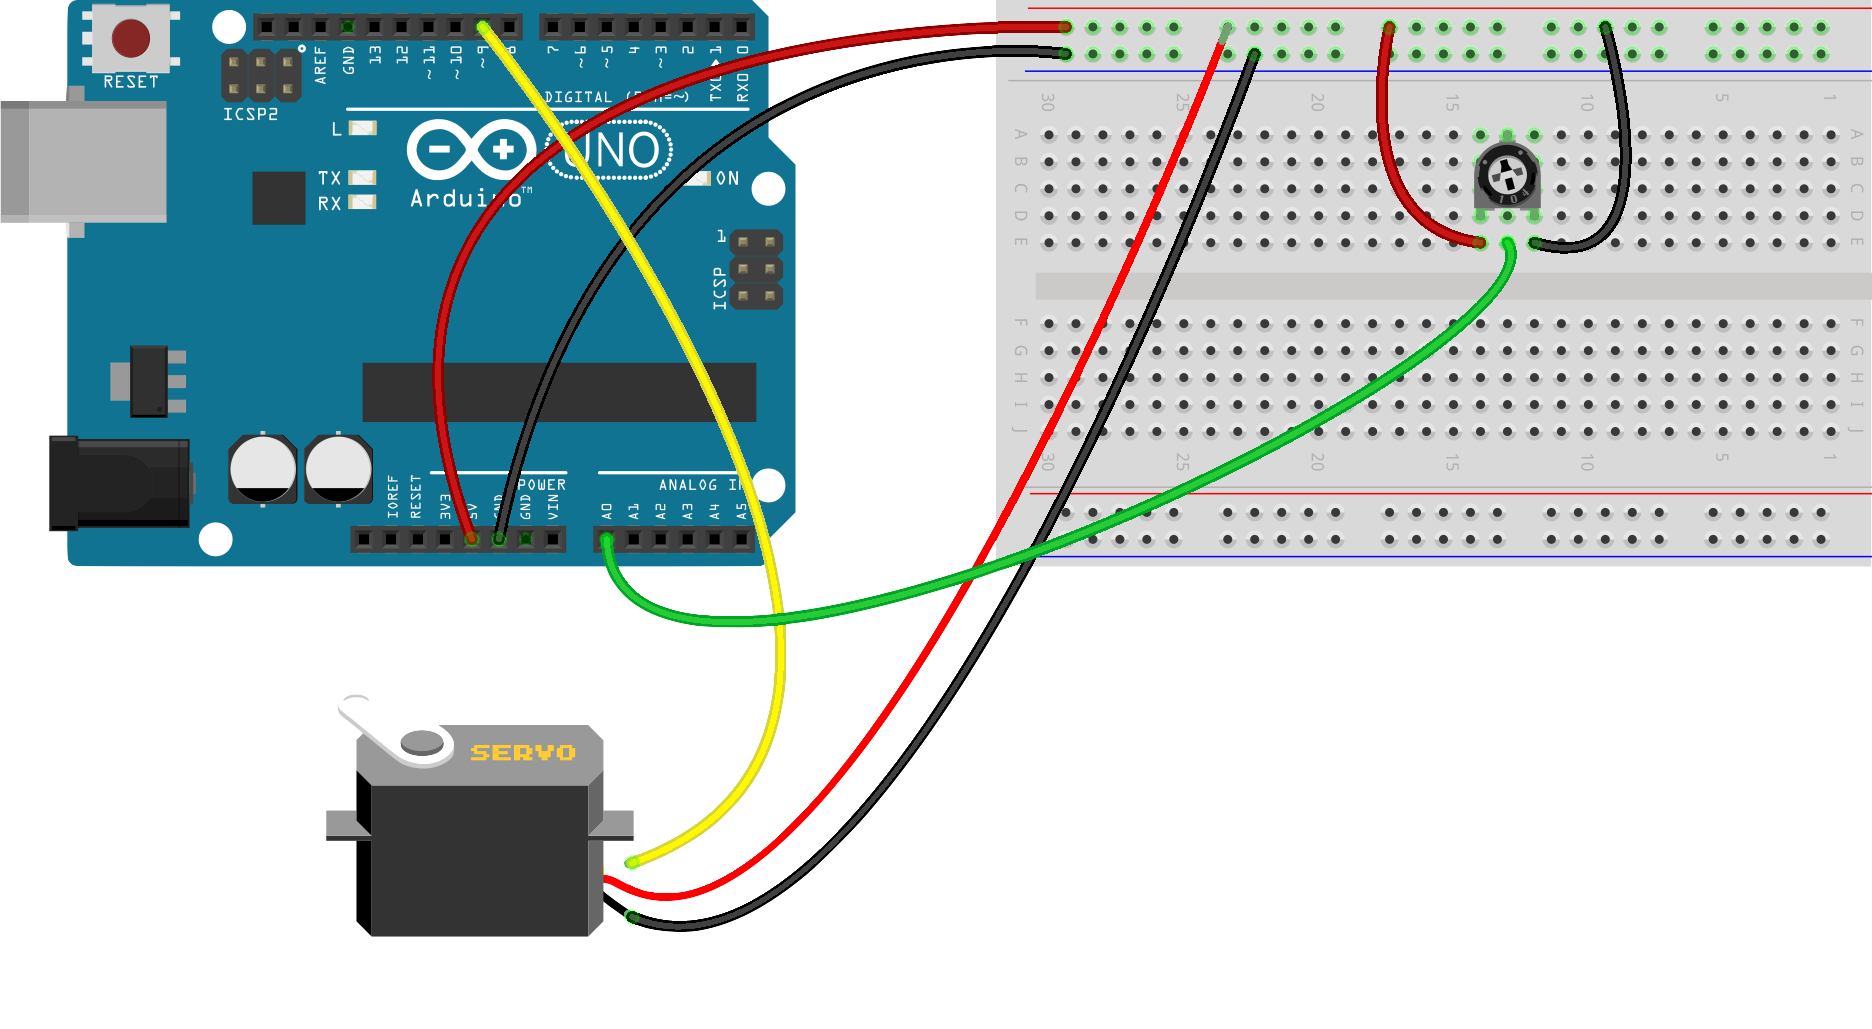 RESET
ICSP2
AREF
GND
13
12
~11
~10
~9
7
~6
~5
4
~3
2
TX 1
RX0 0
DIGITAL
L
TX
RX
UNO
Arduino™
ON
1
ICSP
POWER
ANALOG IN
IOREF
RESET
3V3
5V
GND
GND
VIN
A0
A1
A2
A3
A4
A5
30
25
20
15
10
5
1
A
B
C
D
E
A
B
C
D
E
104
F
G
H
I
J
F
G
H
I
J
30
25
20
15
10
5
1
SERVO